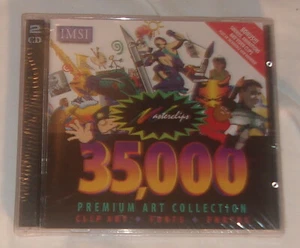 2
CD
IMSI
Masterclips
35,000
PREMIUM ART COLLECTION
CLIP ART • FONTS • PHOTOS